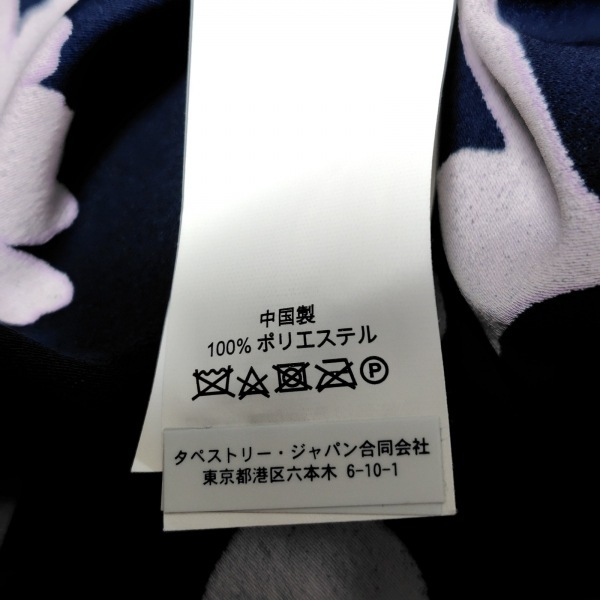 中国製
100% ポリエステル
P
タペストリー・ジャパン合同会社
東京都港区六本木 6-10-1